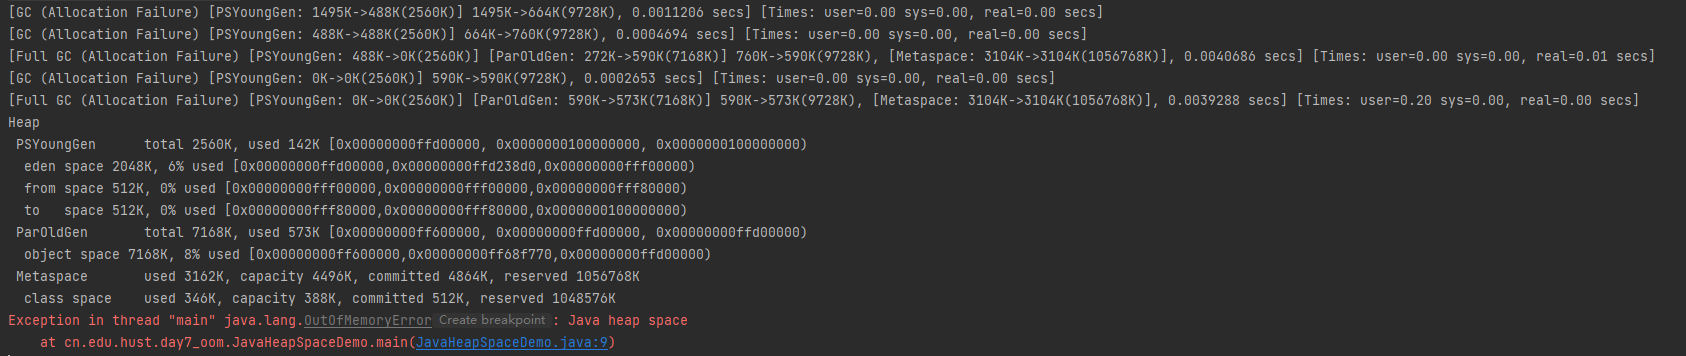 [GC (Allocation Failure) [PSYoungGen: 1495K->488K(2560K)] 1495K->664K(9728K), 0.0011206 secs] [Times: user=0.00 sys=0.00, real=0.00 secs]
[GC (Allocation Failure) [PSYoungGen: 488K->488K(2560K)] 664K->760K(9728K), 0.0004694 secs] [Times: user=0.00 sys=0.00, real=0.00 secs]
[Full GC (Allocation Failure) [PSYoungGen: 488K->0K(2560K)] [ParOldGen: 272K->590K(7168K)] 760K->590K(9728K), [Metaspace: 3104K->3104K(1056768K)], 0.0040686 secs] [Times: user=0.00 sys=0.00, real=0.01 secs]
[GC (Allocation Failure) [PSYoungGen: 0K->0K(2560K)] 590K->590K(9728K), 0.0002653 secs] [Times: user=0.00 sys=0.00, real=0.00 secs]
[Full GC (Allocation Failure) [PSYoungGen: 0K->0K(2560K)] [ParOldGen: 590K->573K(7168K)] 590K->573K(9728K), [Metaspace: 3104K->3104K(1056768K)], 0.0039288 secs] [Times: user=0.20 sys=0.00, real=0.00 secs]
Heap
 PSYoungGen      total 2560K, used 142K [0x00000000ffd00000, 0x0000000100000000, 0x0000000100000000)
  eden space 2048K, 6% used [0x00000000ffd00000,0x00000000ffd238d0,0x00000000fff00000)
  from space 512K, 0% used [0x00000000fff00000,0x00000000fff00000,0x00000000fff80000)
  to   space 512K, 0% used [0x00000000fff80000,0x00000000fff80000,0x0000000100000000)
 ParOldGen       total 7168K, used 573K [0x00000000ff600000, 0x00000000ffd00000, 0x00000000ffd00000)
  object space 7168K, 8% used [0x00000000ff600000,0x00000000ff68f770,0x00000000ffd00000)
 Metaspace       used 3162K, capacity 4496K, committed 4864K, reserved 1056768K
  class space    used 346K, capacity 388K, committed 512K, reserved 1048576K
Exception in thread "main" java.lang.OutOfMemoryError Create breakpoint : Java heap space
    at cn.edu.hust.day7_oom.JavaHeapSpaceDemo.main(JavaHeapSpaceDemo.java:9)